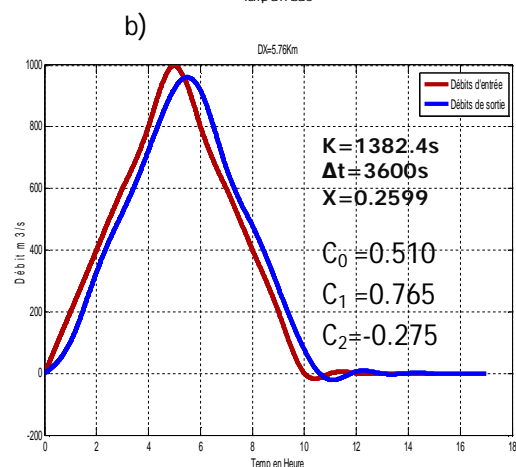 b)
DX=5.76Km
1000
800
600
400
200
0
-200
Débit m3/s
0 2 4 6 8 10 12 14 16 18
Temp en Heure
Débits d'entrée
Débits de sortie
K=1382.4s
Δt=3600s
X=0.2599
C₀ =0.510
C₁ =0.765
C₂=-0.275